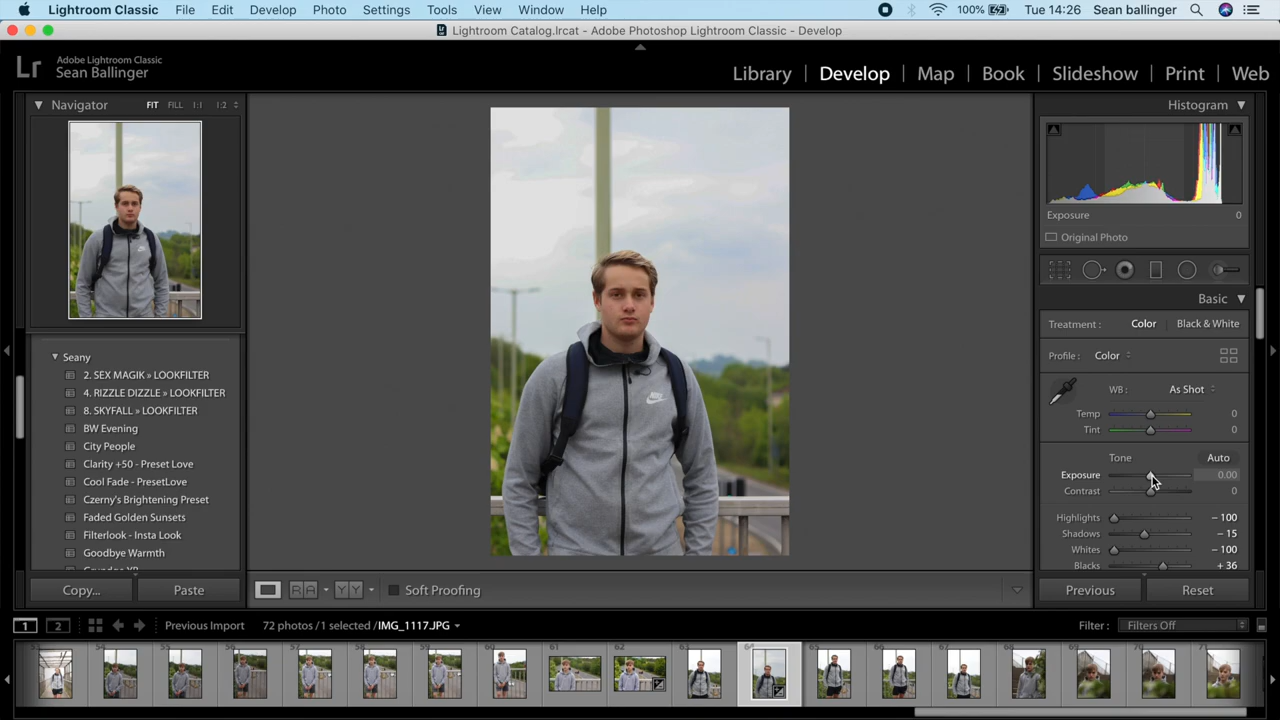 Lightroom Classic File Edit Develop Photo Settings Tools View Window Help 100% Tue 14:26 Sean ballinger
Lightroom Catalog.lrcat - Adobe Photoshop Lightroom Classic - Develop
Lr Adobe Lightroom Classic
Sean Ballinger
Library | Develop | Map | Book | Slideshow | Print | Web
Navigator FIT FILL 1:1 1:2
Histogram
Exposure 0
Original Photo
Basic
Treatment : Color Black & White
Profile : Color
WB : As Shot
Temp 0
Tint 0
Tone Auto
Exposure 0.00
Contrast 0
Highlights − 100
Shadows − 15
Whites − 100
Blacks + 36
Seany
2. SEX MAGIK » LOOKFILTER
4. RIZZLE DIZZLE » LOOKFILTER
8. SKYFALL » LOOKFILTER
BW Evening
City People
Clarity +50 - Preset Love
Cool Fade - PresetLove
Czerny's Brightening Preset
Faded Golden Sunsets
Filterlook - Insta Look
Goodbye Warmth
NIKE
Copy... Paste
R A Y Y Soft Proofing
Previous Reset
1 2 Previous Import 72 photos / 1 selected / IMG_1117.JPG Filter : Filters Off